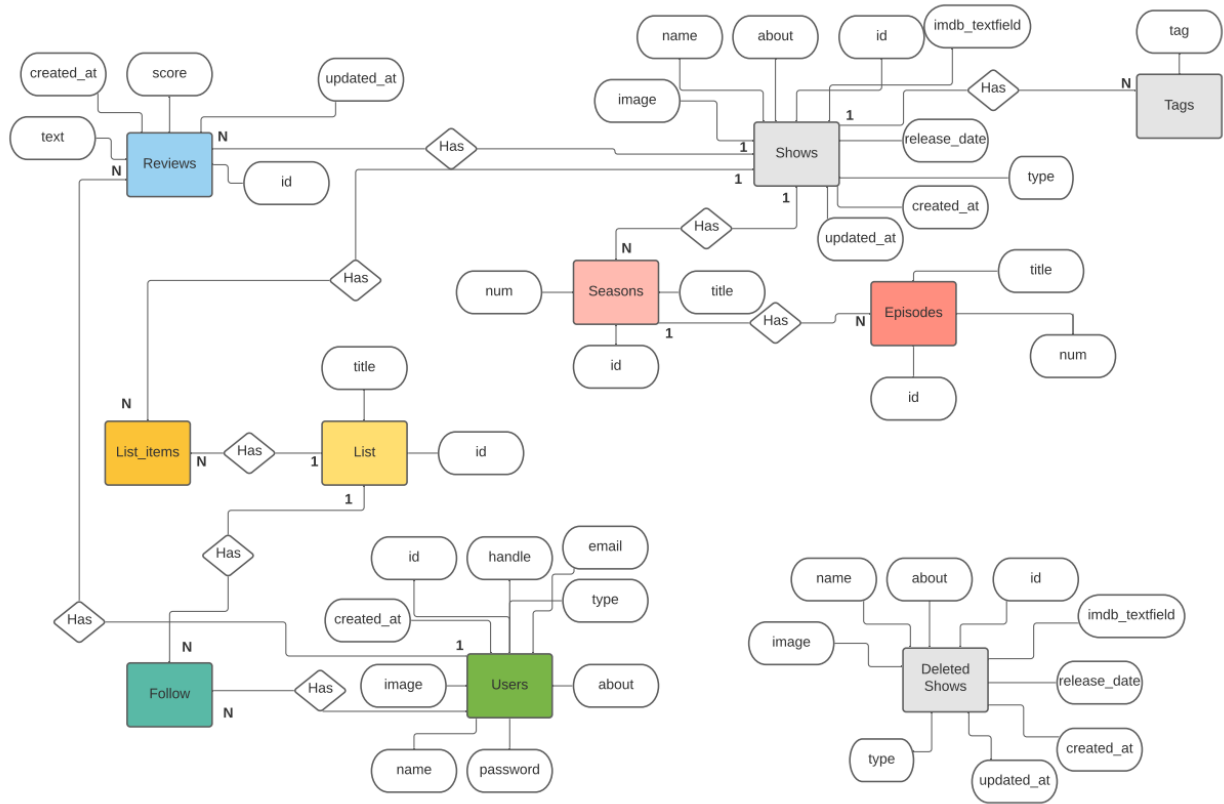 imdb_textfield
tag
name
about
id
created_at
score
updated_at
Has
N
Tags
image
1
text
N
Reviews
Has
1
Shows
release_date
N
id
1
type
1
created_at
Has
updated_at
N
Has
num
Seasons
title
title
Episodes
1
Has
N
num
id
title
id
N
List_items
N
Has
1
List
id
1
Has
id
handle
email
type
created_at
Has
N
1
Follow
Has
N
image
Users
about
name
password
name
about
id
imdb_textfield
image
Deleted
Shows
release_date
type
created_at
updated_at